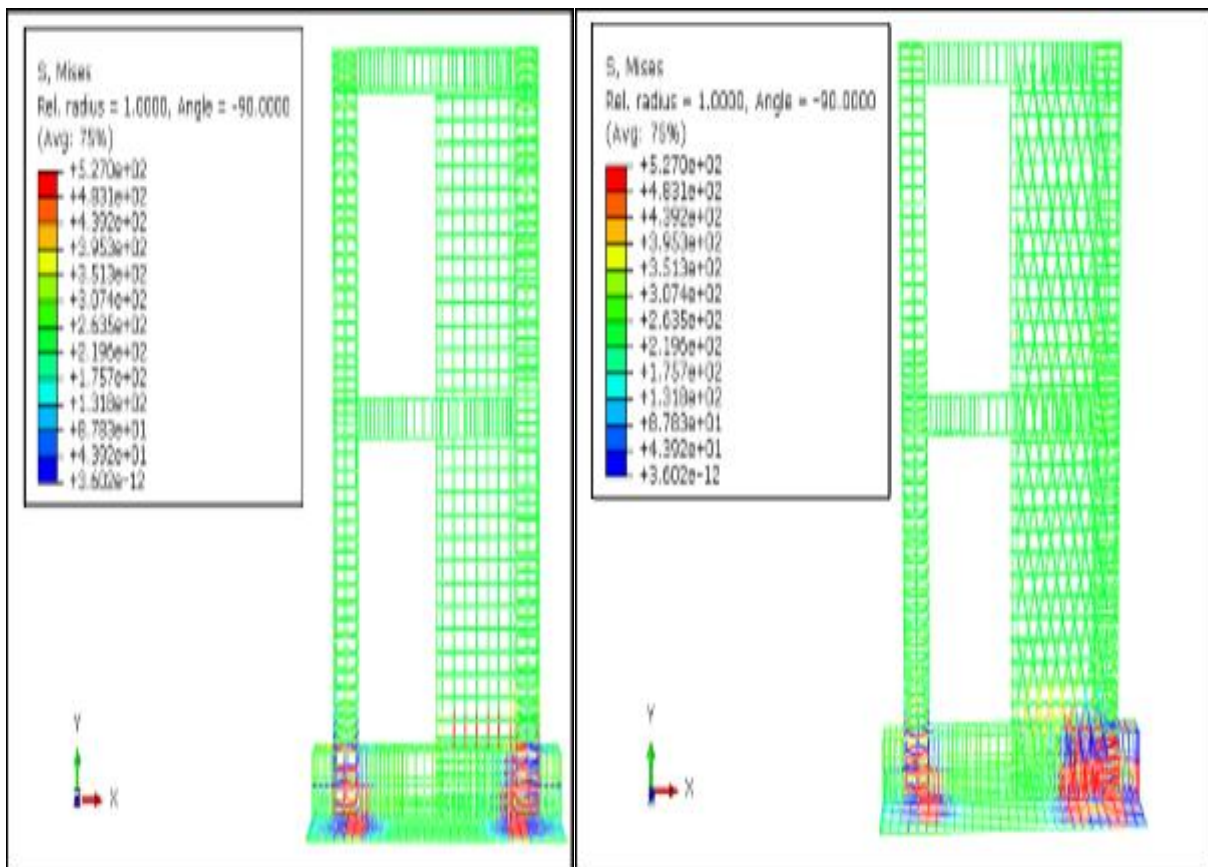 S, Mises
Rel. radius = 1.0000, Angle = -90.0000
(Avg: 75%)
+5.270e+02
+4.831e+02
+4.392e+02
+3.953e+02
+3.513e+02
+3.074e+02
+2.635e+02
+2.196e+02
+1.757e+02
+1.318e+02
+8.783e+01
+4.392e+01
+3.602e-12
Y
X
S, Mises
Rel. radius = 1.0000, Angle = -90.0000
(Avg: 75%)
+5.270e+02
+4.831e+02
+4.392e+02
+3.953e+02
+3.513e+02
+3.074e+02
+2.635e+02
+2.196e+02
+1.757e+02
+1.318e+02
+8.783e+01
+4.392e+01
+3.602e-12
Y
X